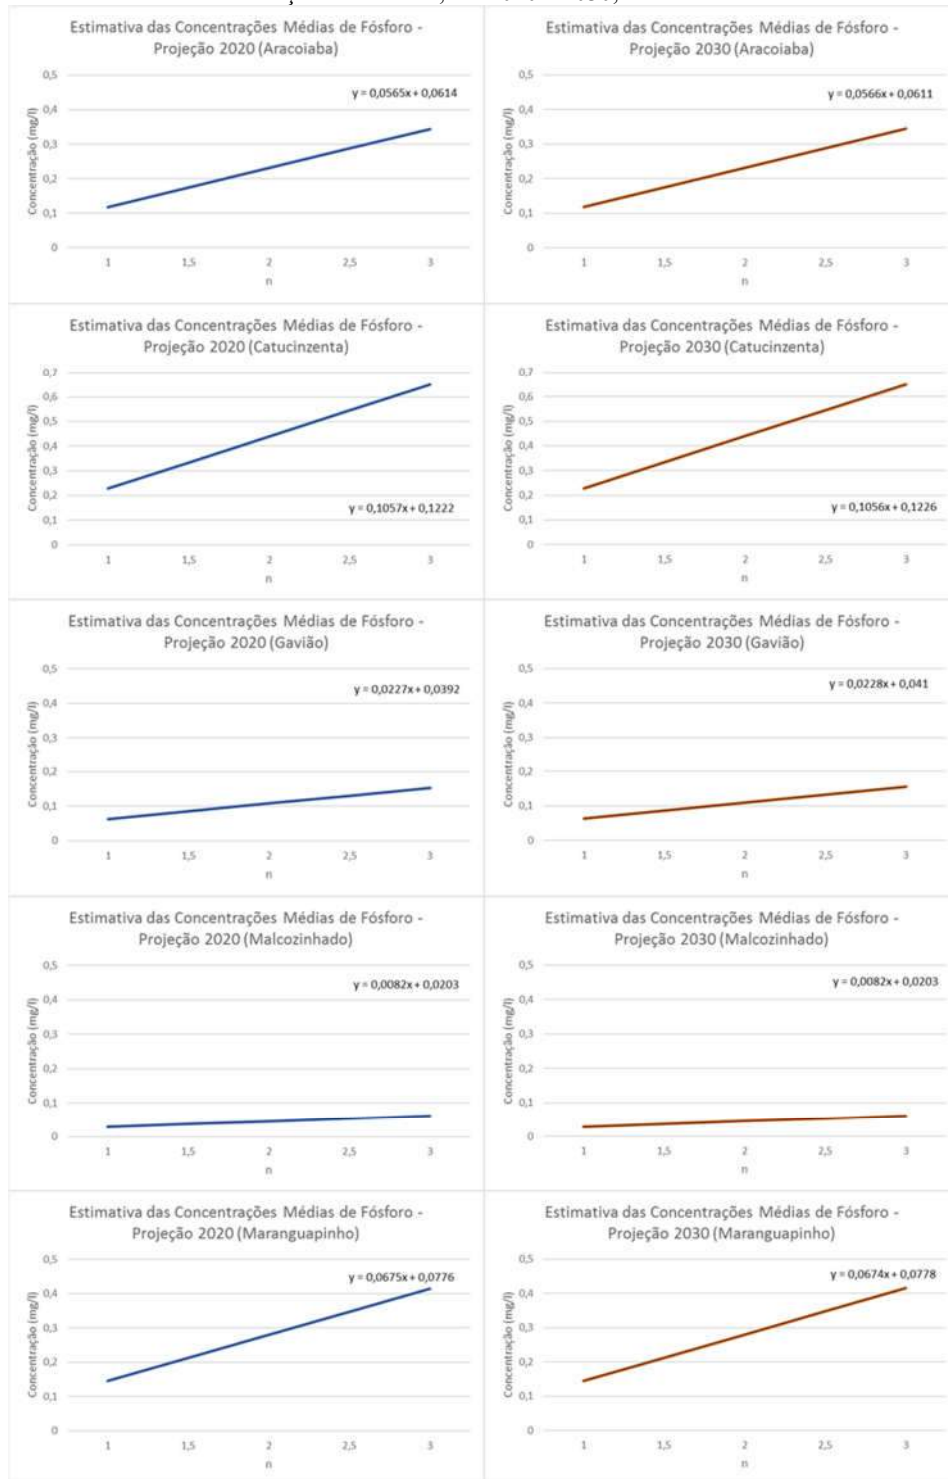 Estimativa das Concentrações Médias de Fósforo -
Projeção 2020 (Aracoiaba)
Concentração (mg/l)
0,5
0,4
0,3
0,2
0,1
0
y = 0,0565x + 0,0614
1 1,5 2 2,5 3
n
Estimativa das Concentrações Médias de Fósforo -
Projeção 2030 (Aracoiaba)
Concentração (mg/l)
0,5
0,4
0,3
0,2
0,1
0
y = 0,0566x + 0,0611
1 1,5 2 2,5 3
n
Estimativa das Concentrações Médias de Fósforo -
Projeção 2020 (Catucinzenta)
Concentração (mg/l)
0,7
0,6
0,5
0,4
0,3
0,2
0,1
0
y = 0,1057x + 0,1222
1 1,5 2 2,5 3
n
Estimativa das Concentrações Médias de Fósforo -
Projeção 2030 (Catucinzenta)
Concentração (mg/l)
0,7
0,6
0,5
0,4
0,3
0,2
0,1
0
y = 0,1056x + 0,1226
1 1,5 2 2,5 3
n
Estimativa das Concentrações Médias de Fósforo -
Projeção 2020 (Gavião)
Concentração (mg/l)
0,5
0,4
0,3
0,2
0,1
0
y = 0,0227x + 0,0392
1 1,5 2 2,5 3
n
Estimativa das Concentrações Médias de Fósforo -
Projeção 2030 (Gavião)
Concentração (mg/l)
0,5
0,4
0,3
0,2
0,1
0
y = 0,0228x + 0,041
1 1,5 2 2,5 3
n
Estimativa das Concentrações Médias de Fósforo -
Projeção 2020 (Malcozinhado)
Concentração (mg/l)
0,5
0,4
0,3
0,2
0,1
0
y = 0,0082x + 0,0203
1 1,5 2 2,5 3
n
Estimativa das Concentrações Médias de Fósforo -
Projeção 2030 (Malcozinhado)
Concentração (mg/l)
0,5
0,4
0,3
0,2
0,1
0
y = 0,0082x + 0,0203
1 1,5 2 2,5 3
n
Estimativa das Concentrações Médias de Fósforo -
Projeção 2020 (Maranguapinho)
Concentração (mg/l)
0,5
0,4
0,3
0,2
0,1
0
y = 0,0675x + 0,0776
1 1,5 2 2,5 3
n
Estimativa das Concentrações Médias de Fósforo -
Projeção 2030 (Maranguapinho)
Concentração (mg/l)
0,5
0,4
0,3
0,2
0,1
0
y = 0,0674x + 0,0778
1 1,5 2 2,5 3
n